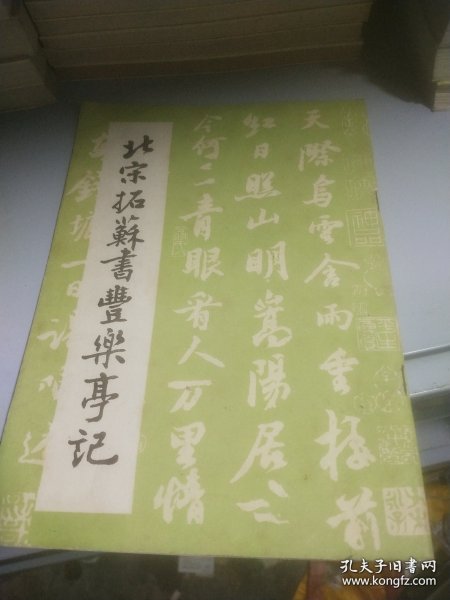 北宋拓蘇書豐樂亭记
天際烏雲含雨重樓前
紅日照山明嵩陽居士
今何在青眼看人万里情
孔夫子旧书网
www.kongfz.com